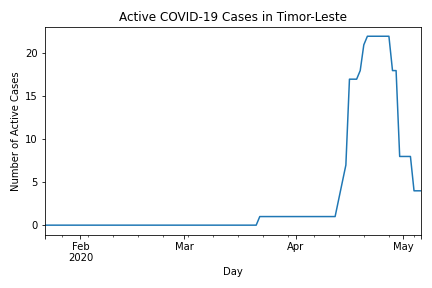 Active COVID-19 Cases in Timor-Leste
Number of Active Cases
20
15
10
5
0
Feb
2020
Mar
Apr
May
Day